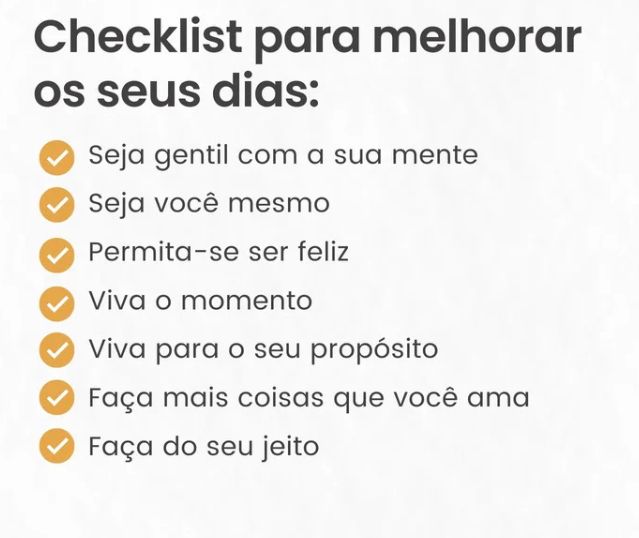 Checklist para melhorar
os seus dias:
Seja gentil com a sua mente
Seja você mesmo
Permita-se ser feliz
Viva o momento
Viva para o seu propósito
Faça mais coisas que você ama
Faça do seu jeito